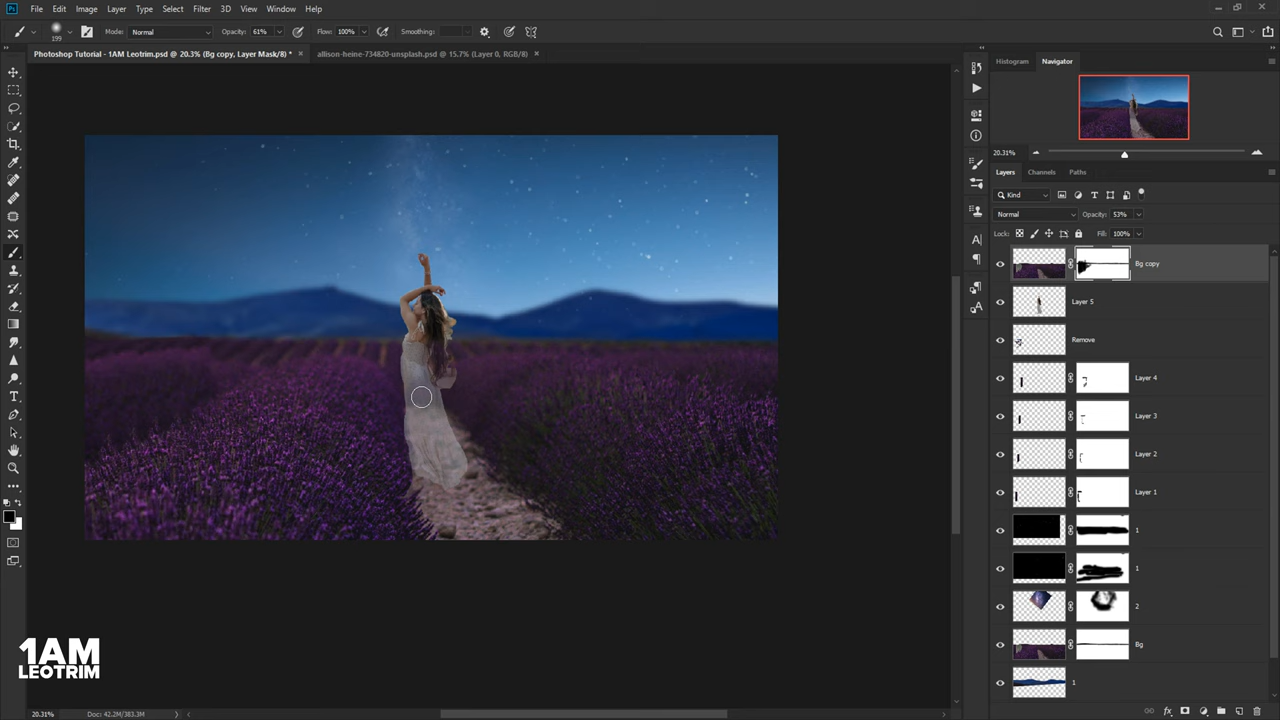 Ps File Edit Image Layer Type Select Filter 3D View Window Help
199 Mode: Normal Opacity: 61% Flow: 100% Smoothing:
Photoshop Tutorial - 1AM Leotrim.psd @ 20.3% (Bg copy, Layer Mask/8) * × allison-heine-734820-unsplash.psd @ 15.7% (Layer 0, RGB/8) ×
Histogram Navigator
20.31%
Layers Channels Paths
Kind
Normal Opacity: 53%
Lock: Fill: 100%
Bg copy
Layer 5
Remove
Layer 4
Layer 3
Layer 2
Layer 1
1
1
2
Bg
1
1AM
LEOTRIM
20.31% Doc: 42.2M/383.3M